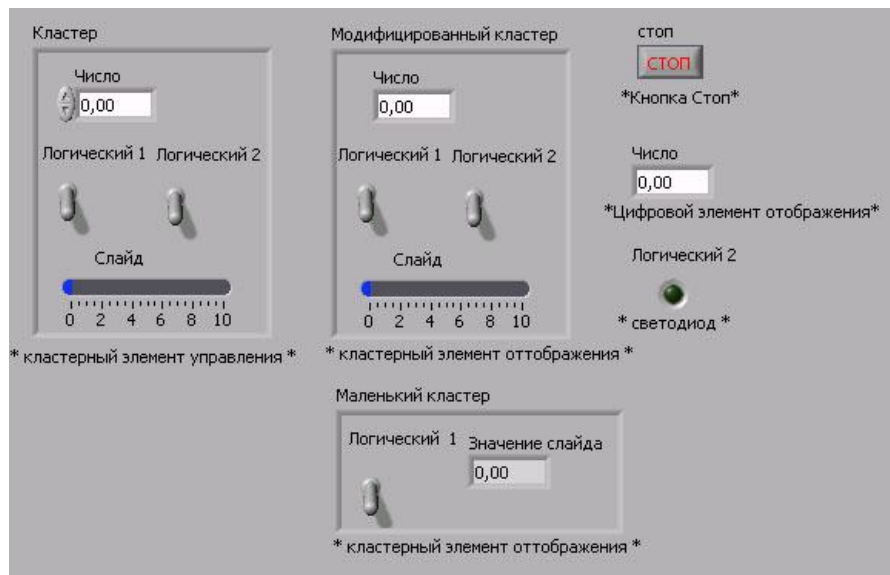 Кластер
Число
0,00
Логический 1 Логический 2
Слайд
0 2 4 6 8 10
* кластерный элемент управления *
Модифицированный кластер
Число
0,00
Логический 1 Логический 2
Слайд
0 2 4 6 8 10
* кластерный элемент оттображения *
Маленький кластер
Логический 1 Значение слайда
0,00
* кластерный элемент оттображения *
стоп
СТОП
*Кнопка Стоп*
Число
0,00
*Цифровой элемент отображения*
Логический 2
* светодиод *